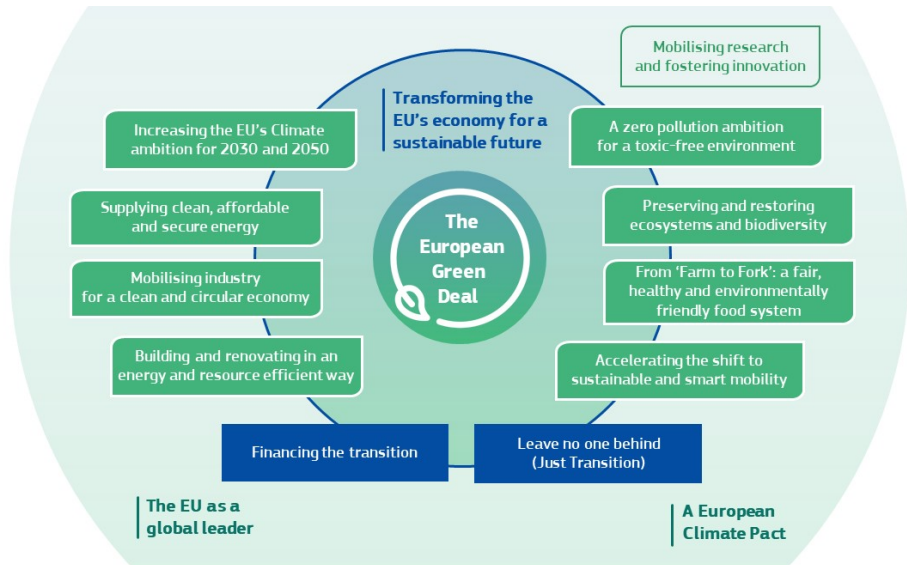 Mobilising research
and fostering innovation
Transforming the
EU's economy for a
sustainable future
Increasing the EU's Climate
ambition for 2030 and 2050
Supplying clean, affordable
and secure energy
Mobilising industry
for a clean and circular economy
Building and renovating in an
energy and resource efficient way
The
European
Green
Deal
A zero pollution ambition
for a toxic-free environment
Preserving and restoring
ecosystems and biodiversity
From ‘Farm to Fork’: a fair,
healthy and environmentally
friendly food system
Accelerating the shift to
sustainable and smart mobility
Financing the transition
Leave no one behind
(Just Transition)
The EU as a
global leader
A European
Climate Pact